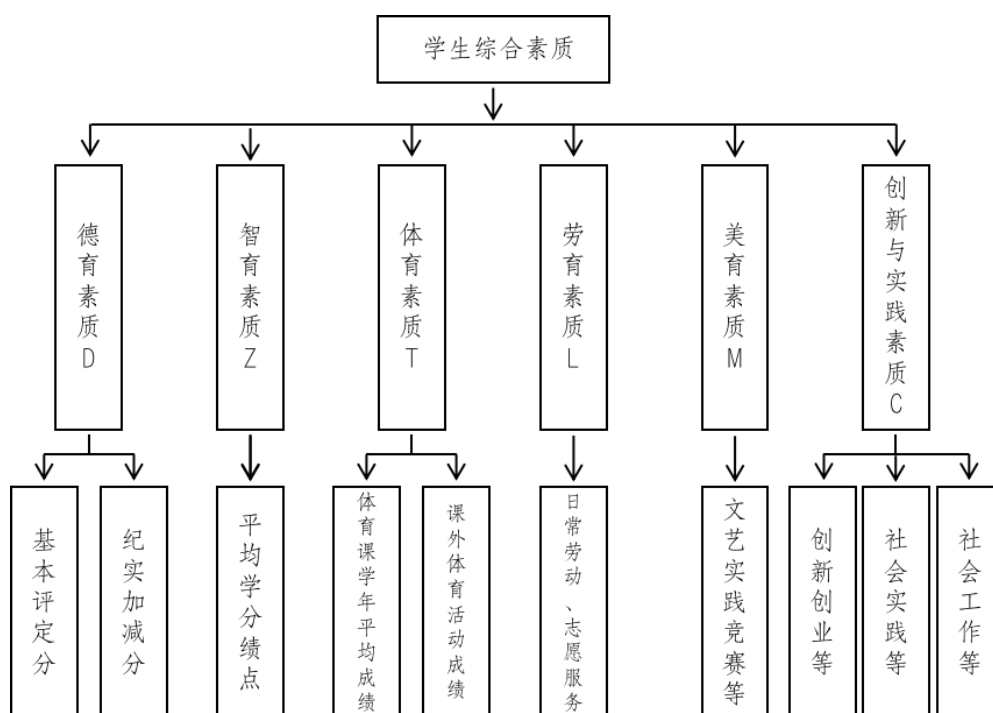 学生综合素质
德育素质D
智育素质Z
体育素质T
劳育素质L
美育素质M
创新与实践素质C
基本评定分
纪实加减分
平均学分绩点
体育课学年平均成绩
课外体育活动成绩
日常劳动、志愿服务
文艺实践竞赛等
创新创业等
社会实践等
社会工作等